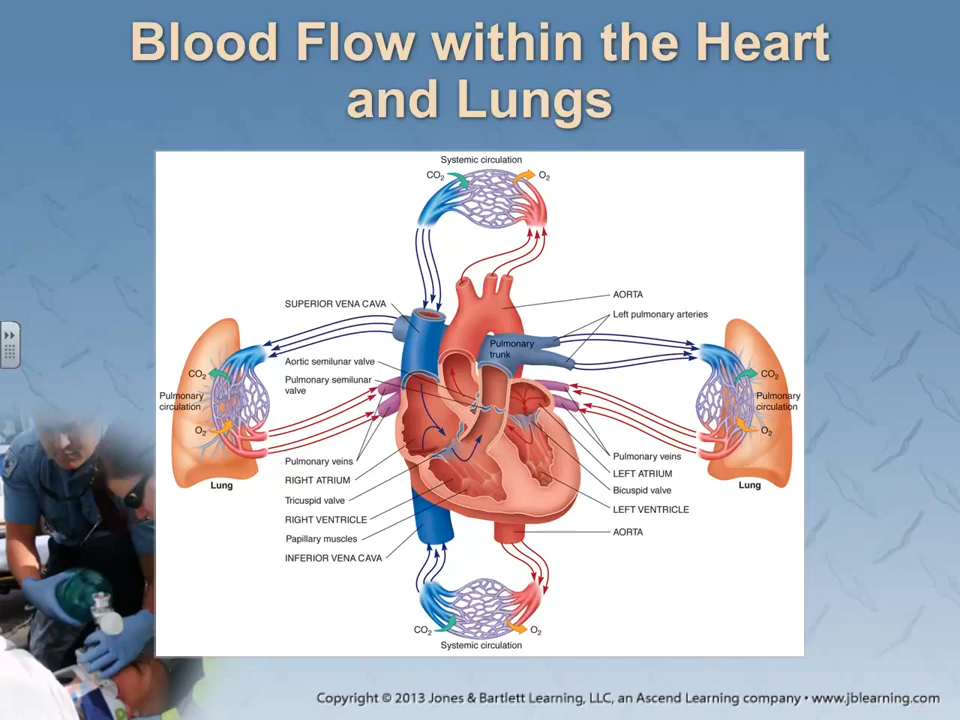 Blood Flow within the Heart
and Lungs
Systemic circulation
CO2
O2
SUPERIOR VENA CAVA
AORTA
Left pulmonary arteries
Pulmonary
trunk
Aortic semilunar valve
Pulmonary semilunar
valve
CO2
Pulmonary
circulation
O2
Lung
CO2
Pulmonary
circulation
O2
Lung
Pulmonary veins
RIGHT ATRIUM
Tricuspid valve
RIGHT VENTRICLE
Papillary muscles
INFERIOR VENA CAVA
Pulmonary veins
LEFT ATRIUM
Bicuspid valve
LEFT VENTRICLE
AORTA
CO2
O2
Systemic circulation
Copyright © 2013 Jones & Bartlett Learning, LLC, an Ascend Learning company • www.jblearning.com